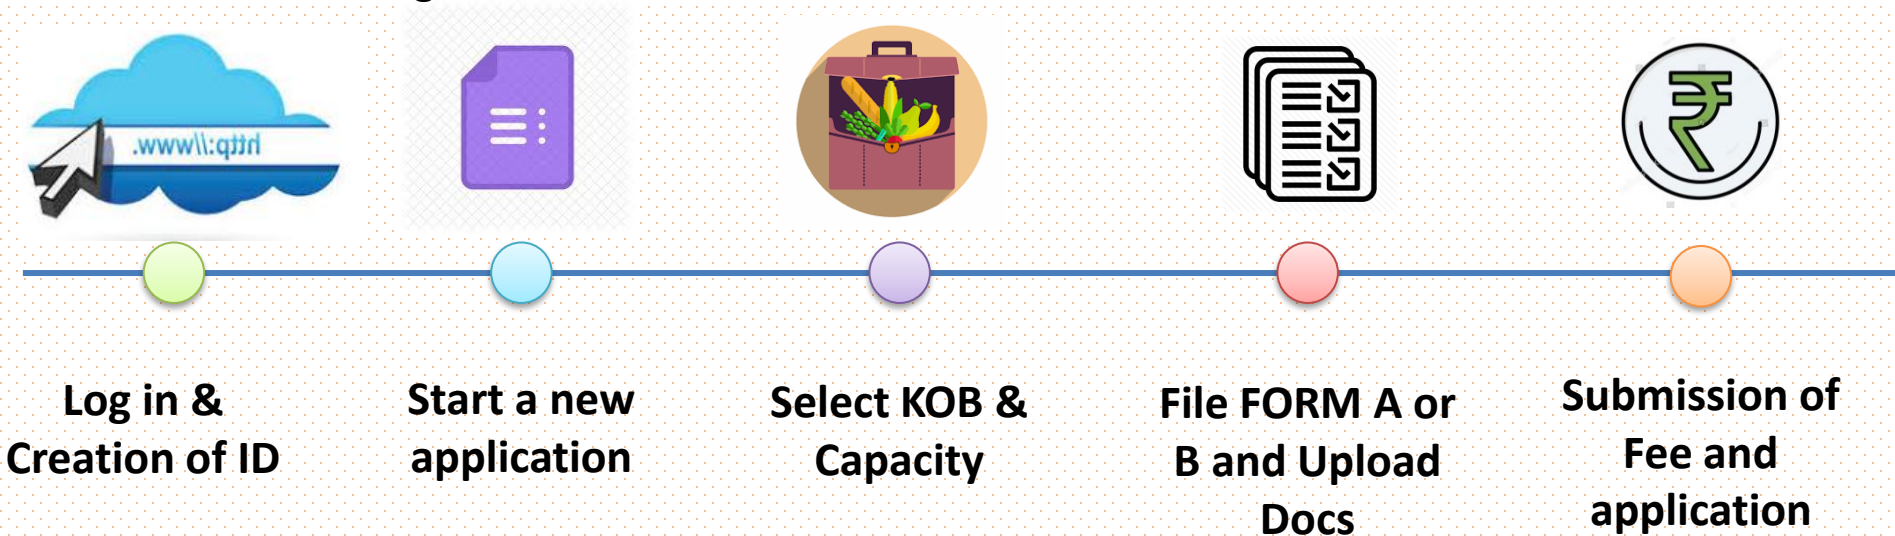 http:\\www.
Log in &
Creation of ID
Start a new
application
Select KOB &
Capacity
File FORM A or
B and Upload
Docs
Submission of
Fee and
application